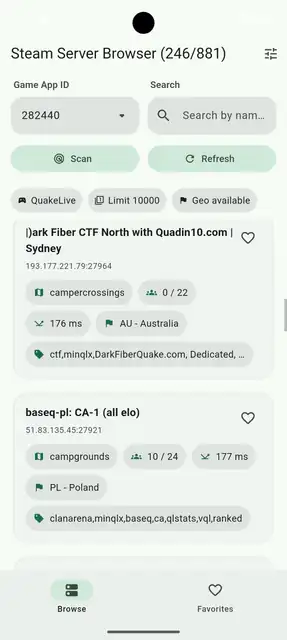 Steam Server Browser (246/881)
Game App ID
Search
282440
Search by nam...
Scan
Refresh
QuakeLive
Limit 10000
Geo available
|)ark Fiber CTF North with Quadin10.com |
Sydney
193.177.221.79:27964
campercrossings
0 / 22
176 ms
AU - Australia
ctf,minqlx,DarkFiberQuake.com, Dedicated, ...
baseq-pl: CA-1 (all elo)
51.83.135.45:27921
campgrounds
10 / 24
177 ms
PL - Poland
clanarena,minqlx,baseq,ca,qlstats,vql,ranked
Browse
Favorites